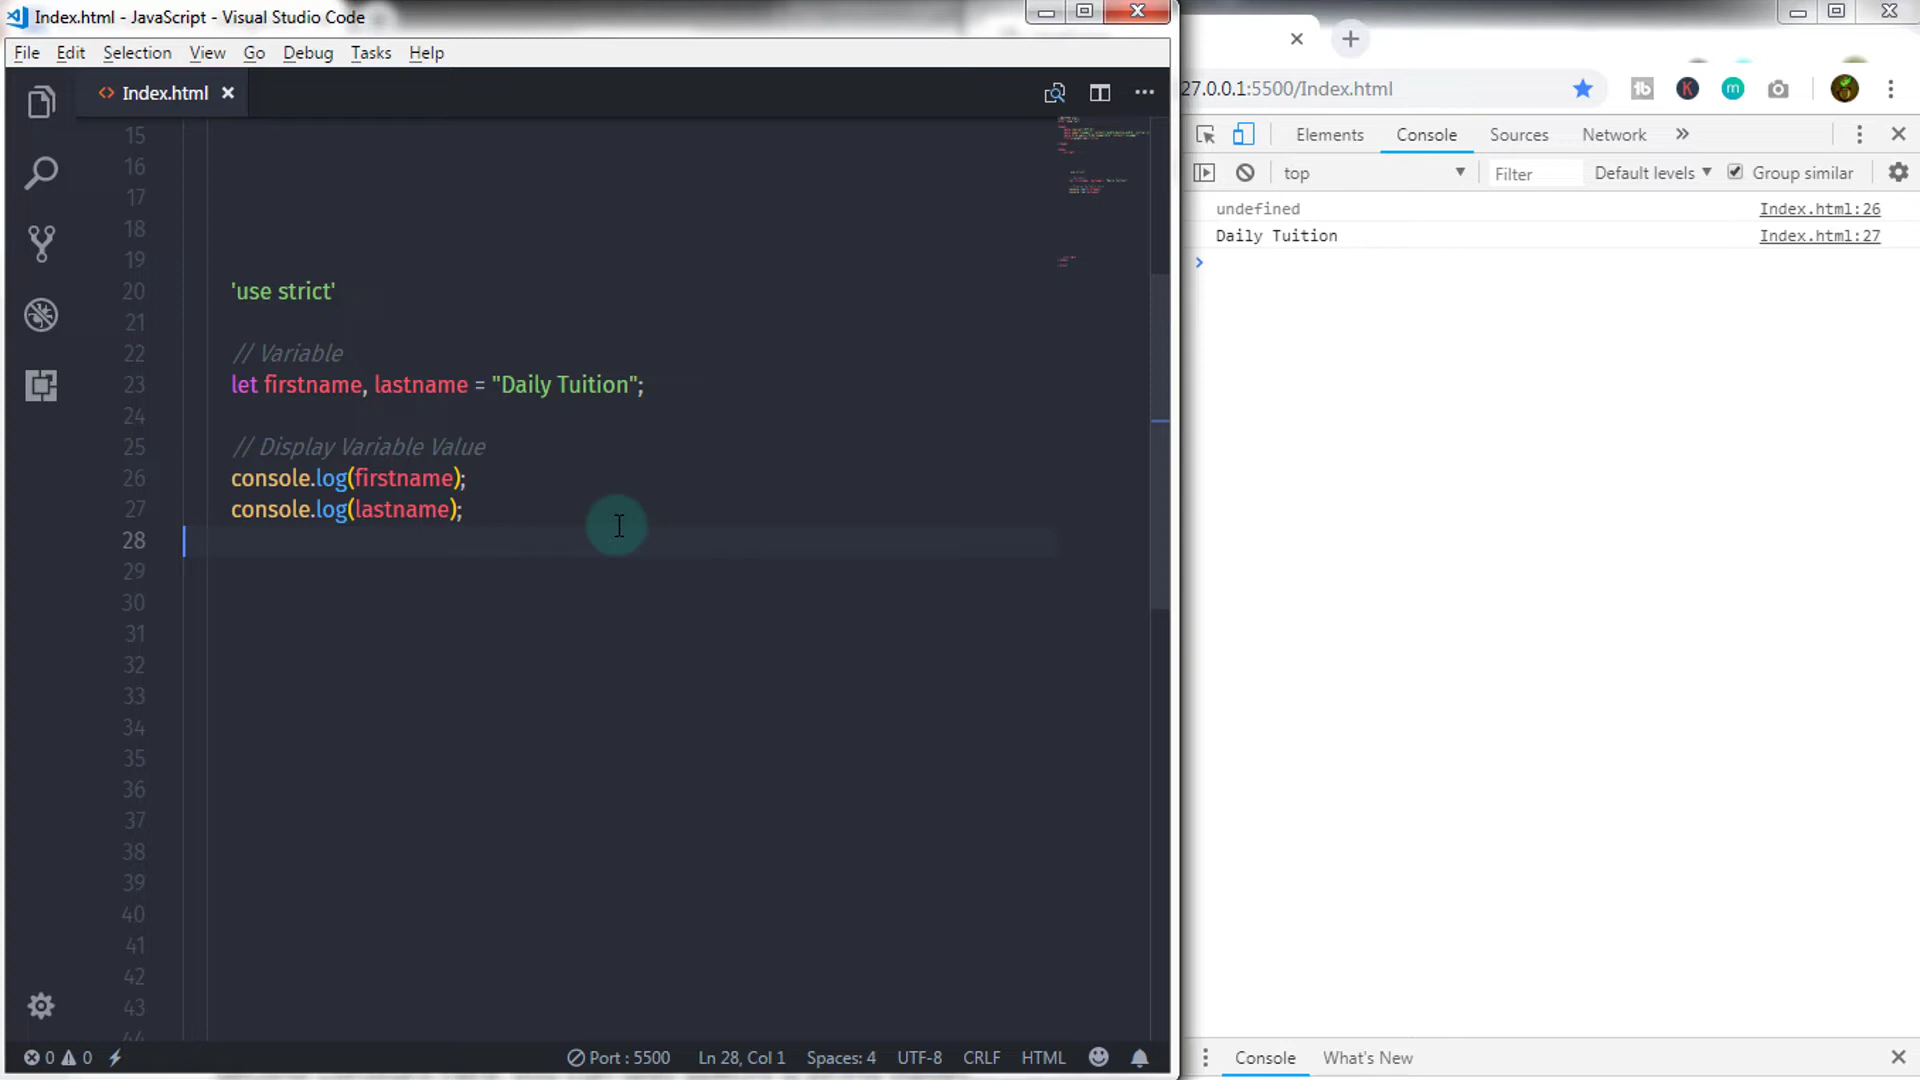 Index.html - JavaScript - Visual Studio Code
File Edit Selection View Go Debug Tasks Help
Index.html
15
16
17
18
19
20 'use strict'
21
22 // Variable
23 let firstname, lastname = "Daily Tuition";
24
25 // Display Variable Value
26 console.log(firstname);
27 console.log(lastname);
28
29
30
31
32
33
34
35
36
37
38
39
40
41
42
43
0 0 Port : 5500 Ln 28, Col 1 Spaces: 4 UTF-8 CRLF HTML
27.0.0.1:5500/Index.html tb K m
Elements Console Sources Network »
top Filter Default levels Group similar
undefined Index.html:26
Daily Tuition Index.html:27
Console What's New